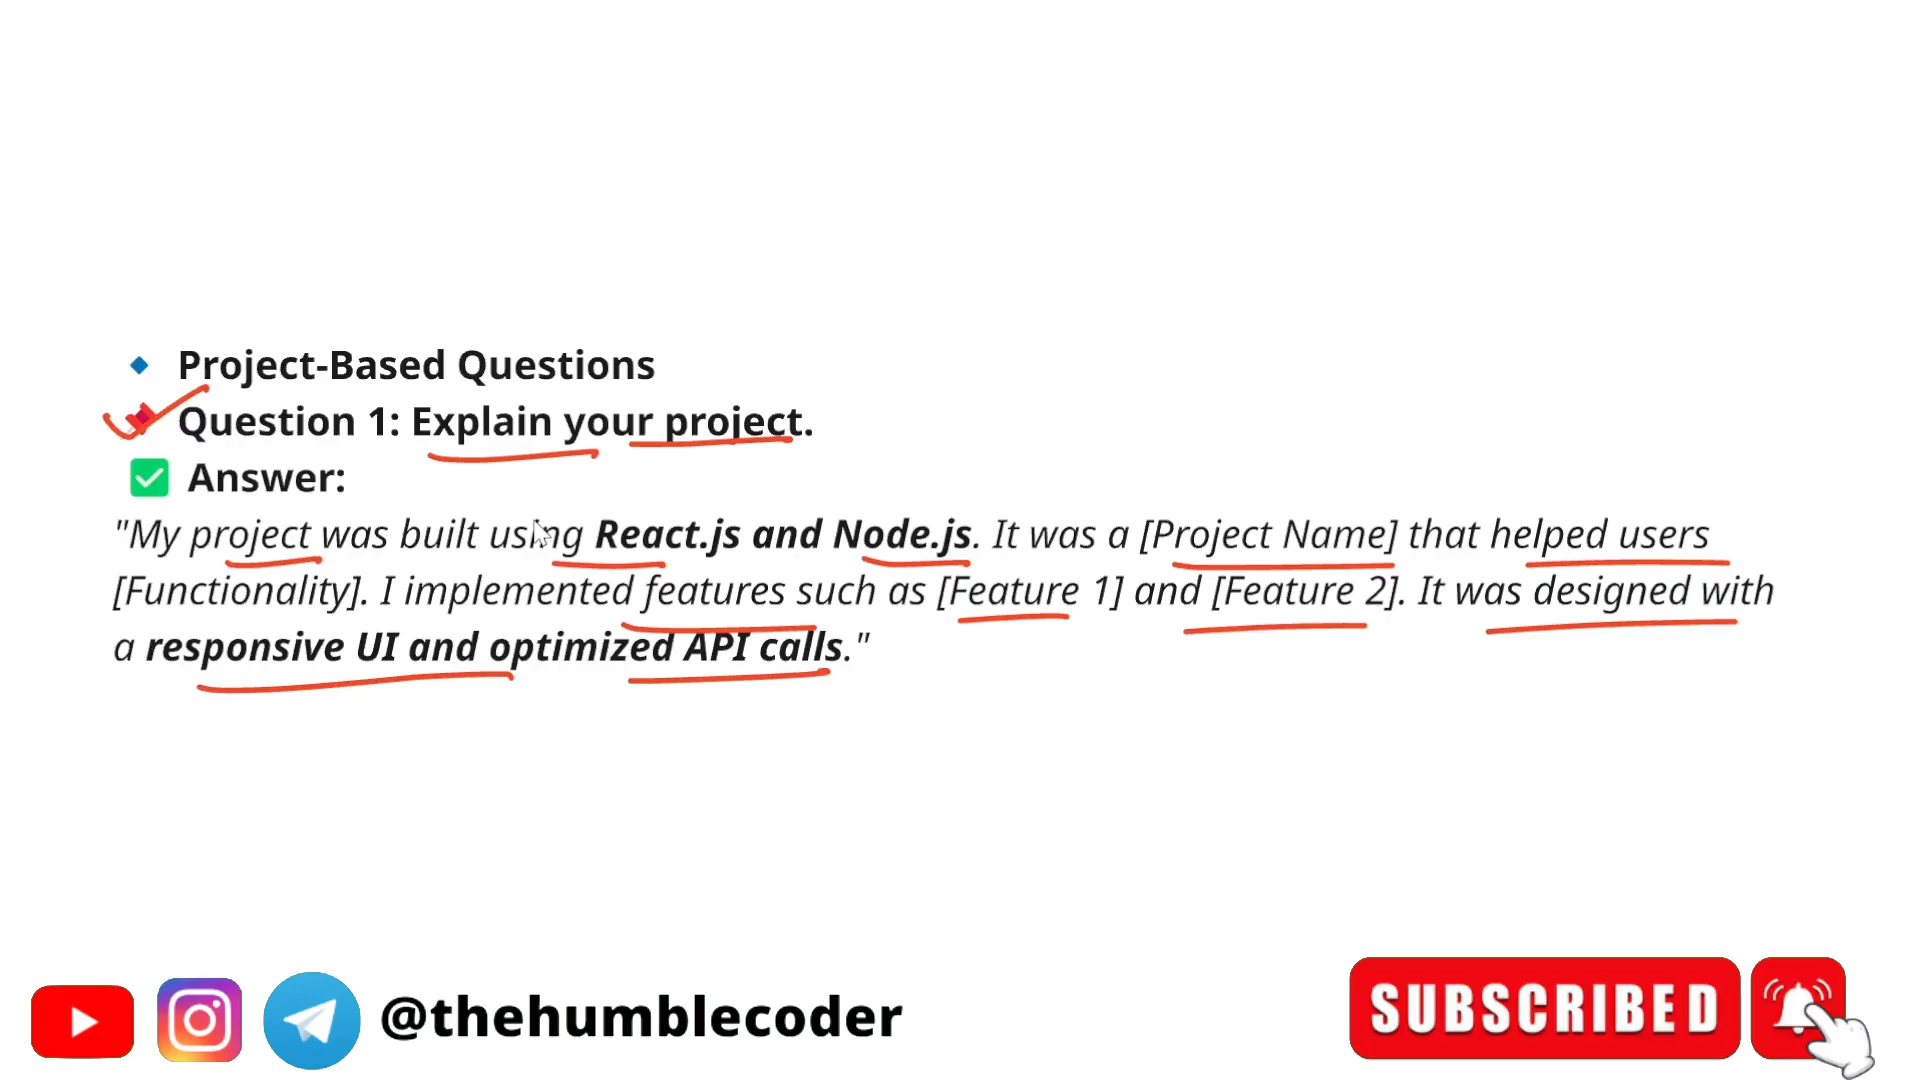 Project-Based Questions
Question 1: Explain your project.
Answer:
"My project was built using React.js and Node.js. It was a [Project Name] that helped users
[Functionality]. I implemented features such as [Feature 1] and [Feature 2]. It was designed with
a responsive UI and optimized API calls."
@thehumblecoder
SUBSCRIBED